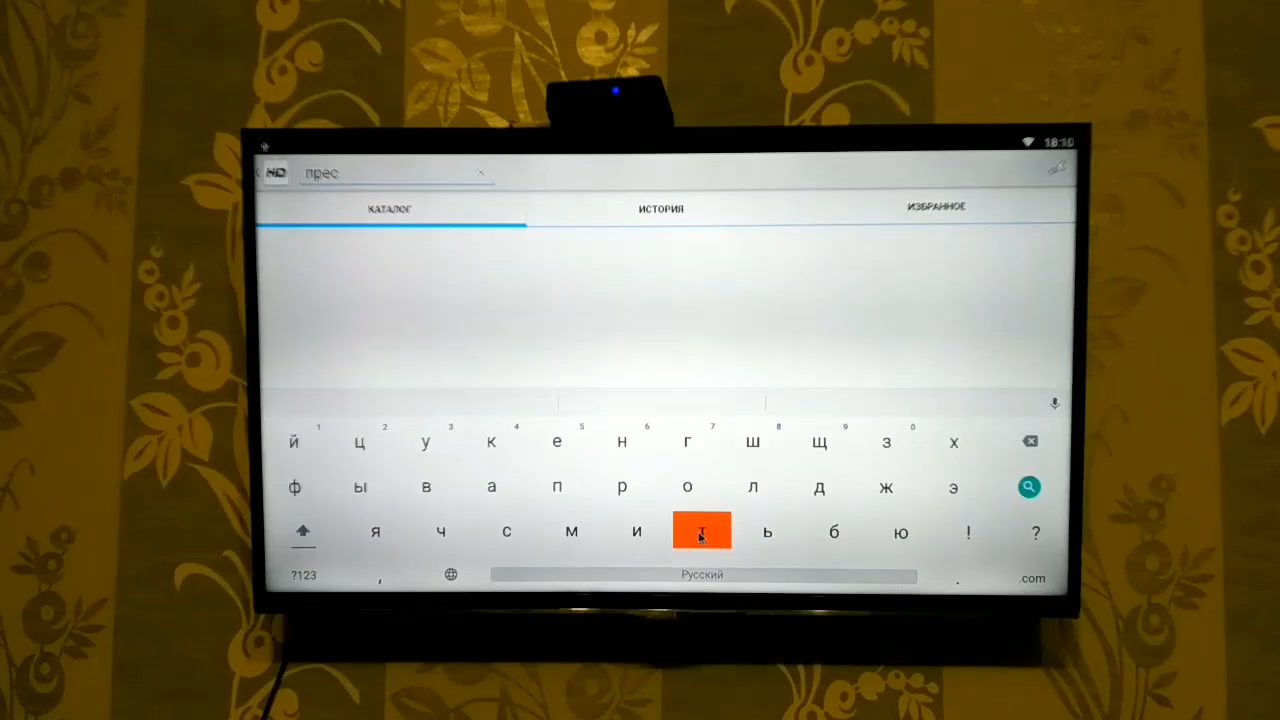 18:10
HD прес ×
КАТАЛОГ ИСТОРИЯ ИЗБРАННОЕ
1 2 3 4 5 6 7 8 9 0
й ц у к е н г ш щ з х
ф ы в а п р о л д ж э
я ч с м и т ь б ю ! ?
?123 , Русский . .com